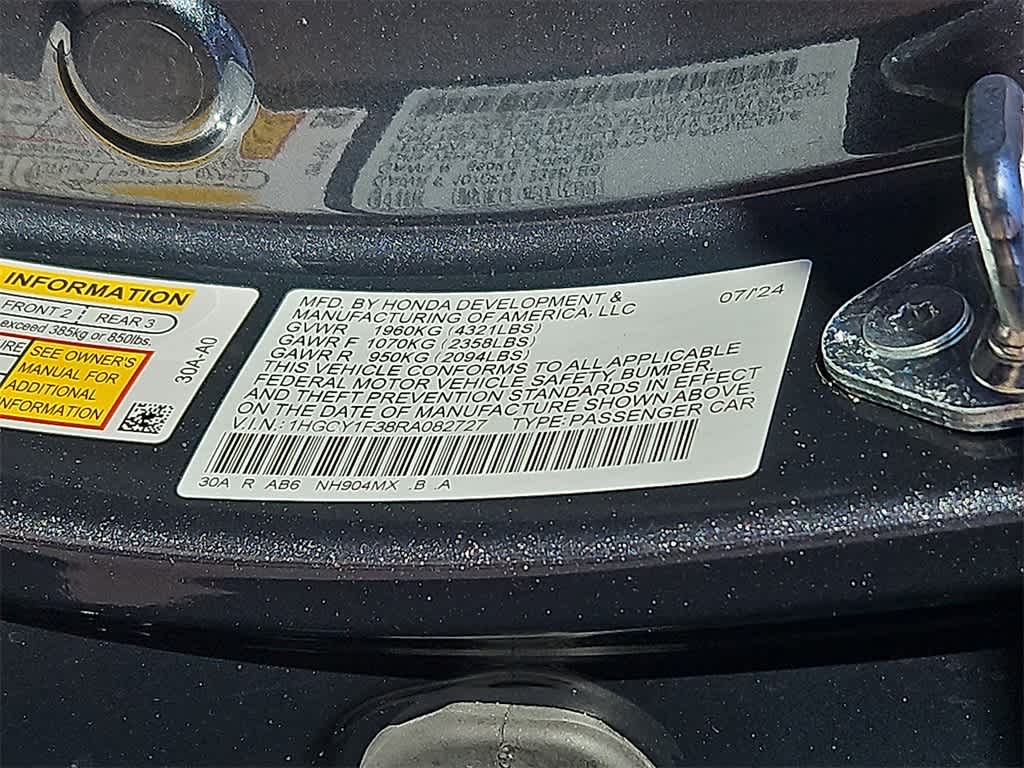 INFORMATION
FRONT 2 REAR 3
exceed 385kg or 850lbs.
SEE OWNER'S
MANUAL FOR
ADDITIONAL
INFORMATION
30A-A0
MFD. BY HONDA DEVELOPMENT & 07/'24
MANUFACTURING OF AMERICA, LLC
GVWR 1960KG (4321LBS)
GAWR F 1070KG (2358LBS)
GAWR R 950KG (2094LBS)
THIS VEHICLE CONFORMS TO ALL APPLICABLE
FEDERAL MOTOR VEHICLE SAFETY, BUMPER,
AND THEFT PREVENTION STANDARDS IN EFFECT
ON THE DATE OF MANUFACTURE SHOWN ABOVE.
V.I.N.: 1HGCY1F38RA082727 TYPE: PASSENGER CAR
30A R AB6 NH904MX .B .A